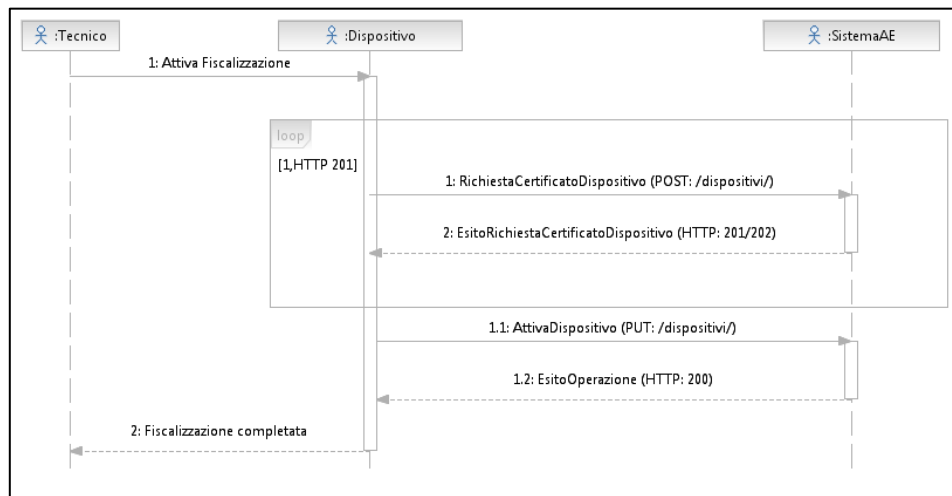 :Tecnico
:Dispositivo
:SistemaAE
1: Attiva Fiscalizzazione
loop
[1,HTTP 201]
1: RichiestaCertificatoDispositivo (POST: /dispositivi/)
2: EsitoRichiestaCertificatoDispositivo (HTTP: 201/202)
1.1: AttivaDispositivo (PUT: /dispositivi/)
1.2: EsitoOperazione (HTTP: 200)
2: Fiscalizzazione completata